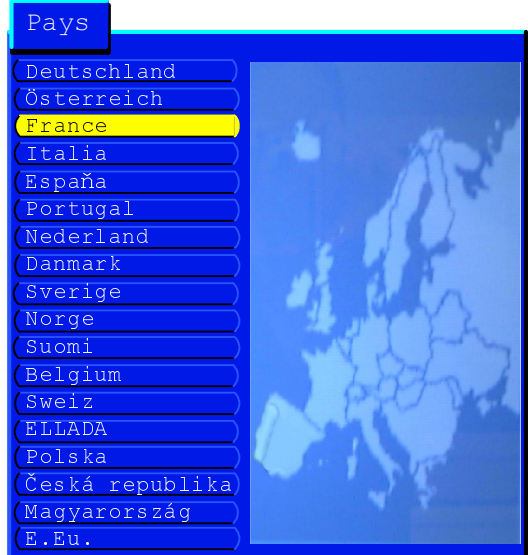 Pays
Deutschland
Österreich
France
Italia
Espaňa
Portugal
Nederland
Danmark
Sverige
Norge
Suomi
Belgium
Sweiz
ELLADA
Polska
Česká republika
Magyarország
E.Eu.